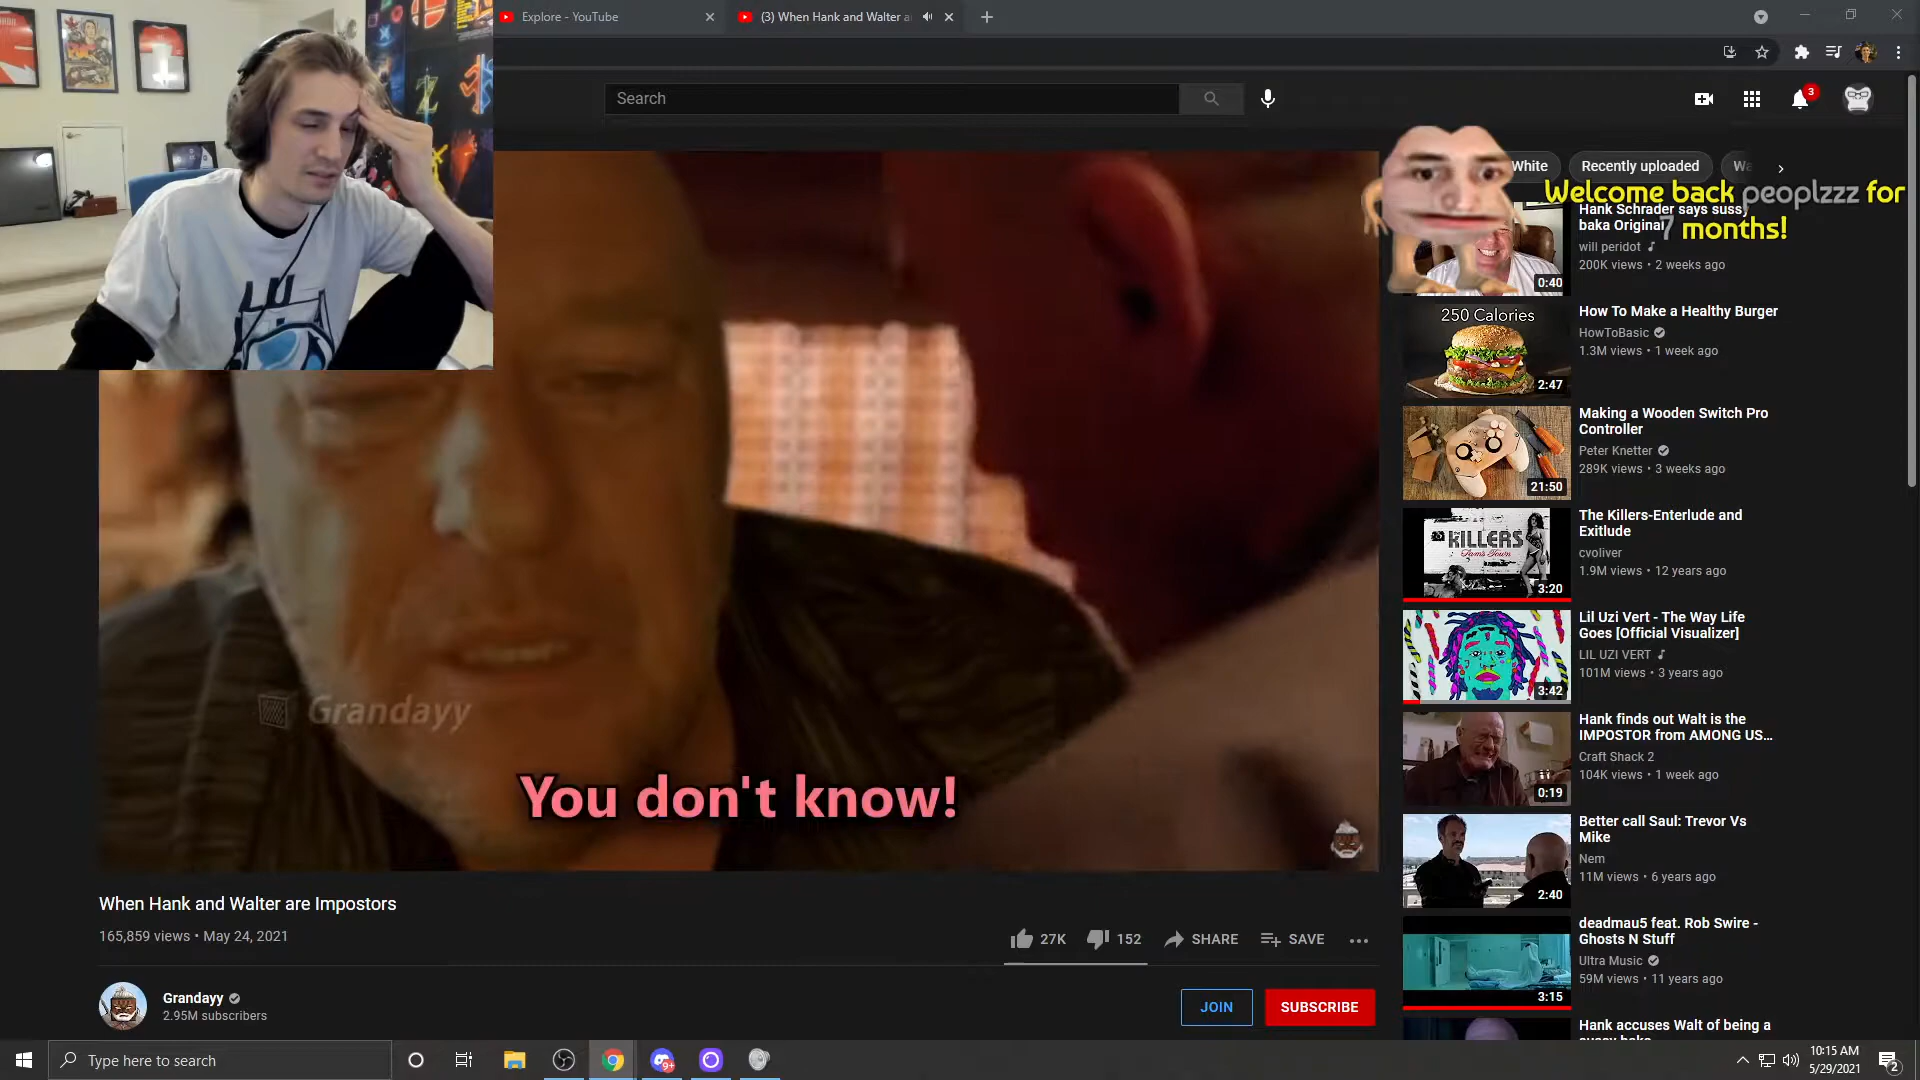 Explore - YouTube
(3) When Hank and Walter a
Search
3
White
Recently uploaded
Wa
Welcome back peoplzzz for
7 months!
Hank Schrader says sussy
baka Original
will peridot
200K views • 2 weeks ago
0:40
250 Calories
2:47
How To Make a Healthy Burger
HowToBasic
1.3M views • 1 week ago
21:50
Making a Wooden Switch Pro
Controller
Peter Knetter
289K views • 3 weeks ago
KILLERS
Sam's Town
3:20
The Killers-Enterlude and
Exitlude
cvoliver
1.9M views • 12 years ago
3:42
Lil Uzi Vert - The Way Life
Goes [Official Visualizer]
LIL UZI VERT
101M views • 3 years ago
0:19
Hank finds out Walt is the
IMPOSTOR from AMONG US...
Craft Shack 2
104K views • 1 week ago
2:40
Better call Saul: Trevor Vs
Mike
Nem
11M views • 6 years ago
3:15
deadmau5 feat. Rob Swire -
Ghosts N Stuff
Ultra Music
59M views • 11 years ago
Hank accuses Walt of being a
Grandayy
You don't know!
When Hank and Walter are Impostors
165,859 views • May 24, 2021
27K
152
SHARE
SAVE
Grandayy
2.95M subscribers
JOIN
SUBSCRIBE
Type here to search
9+
10:15 AM
5/29/2021
2